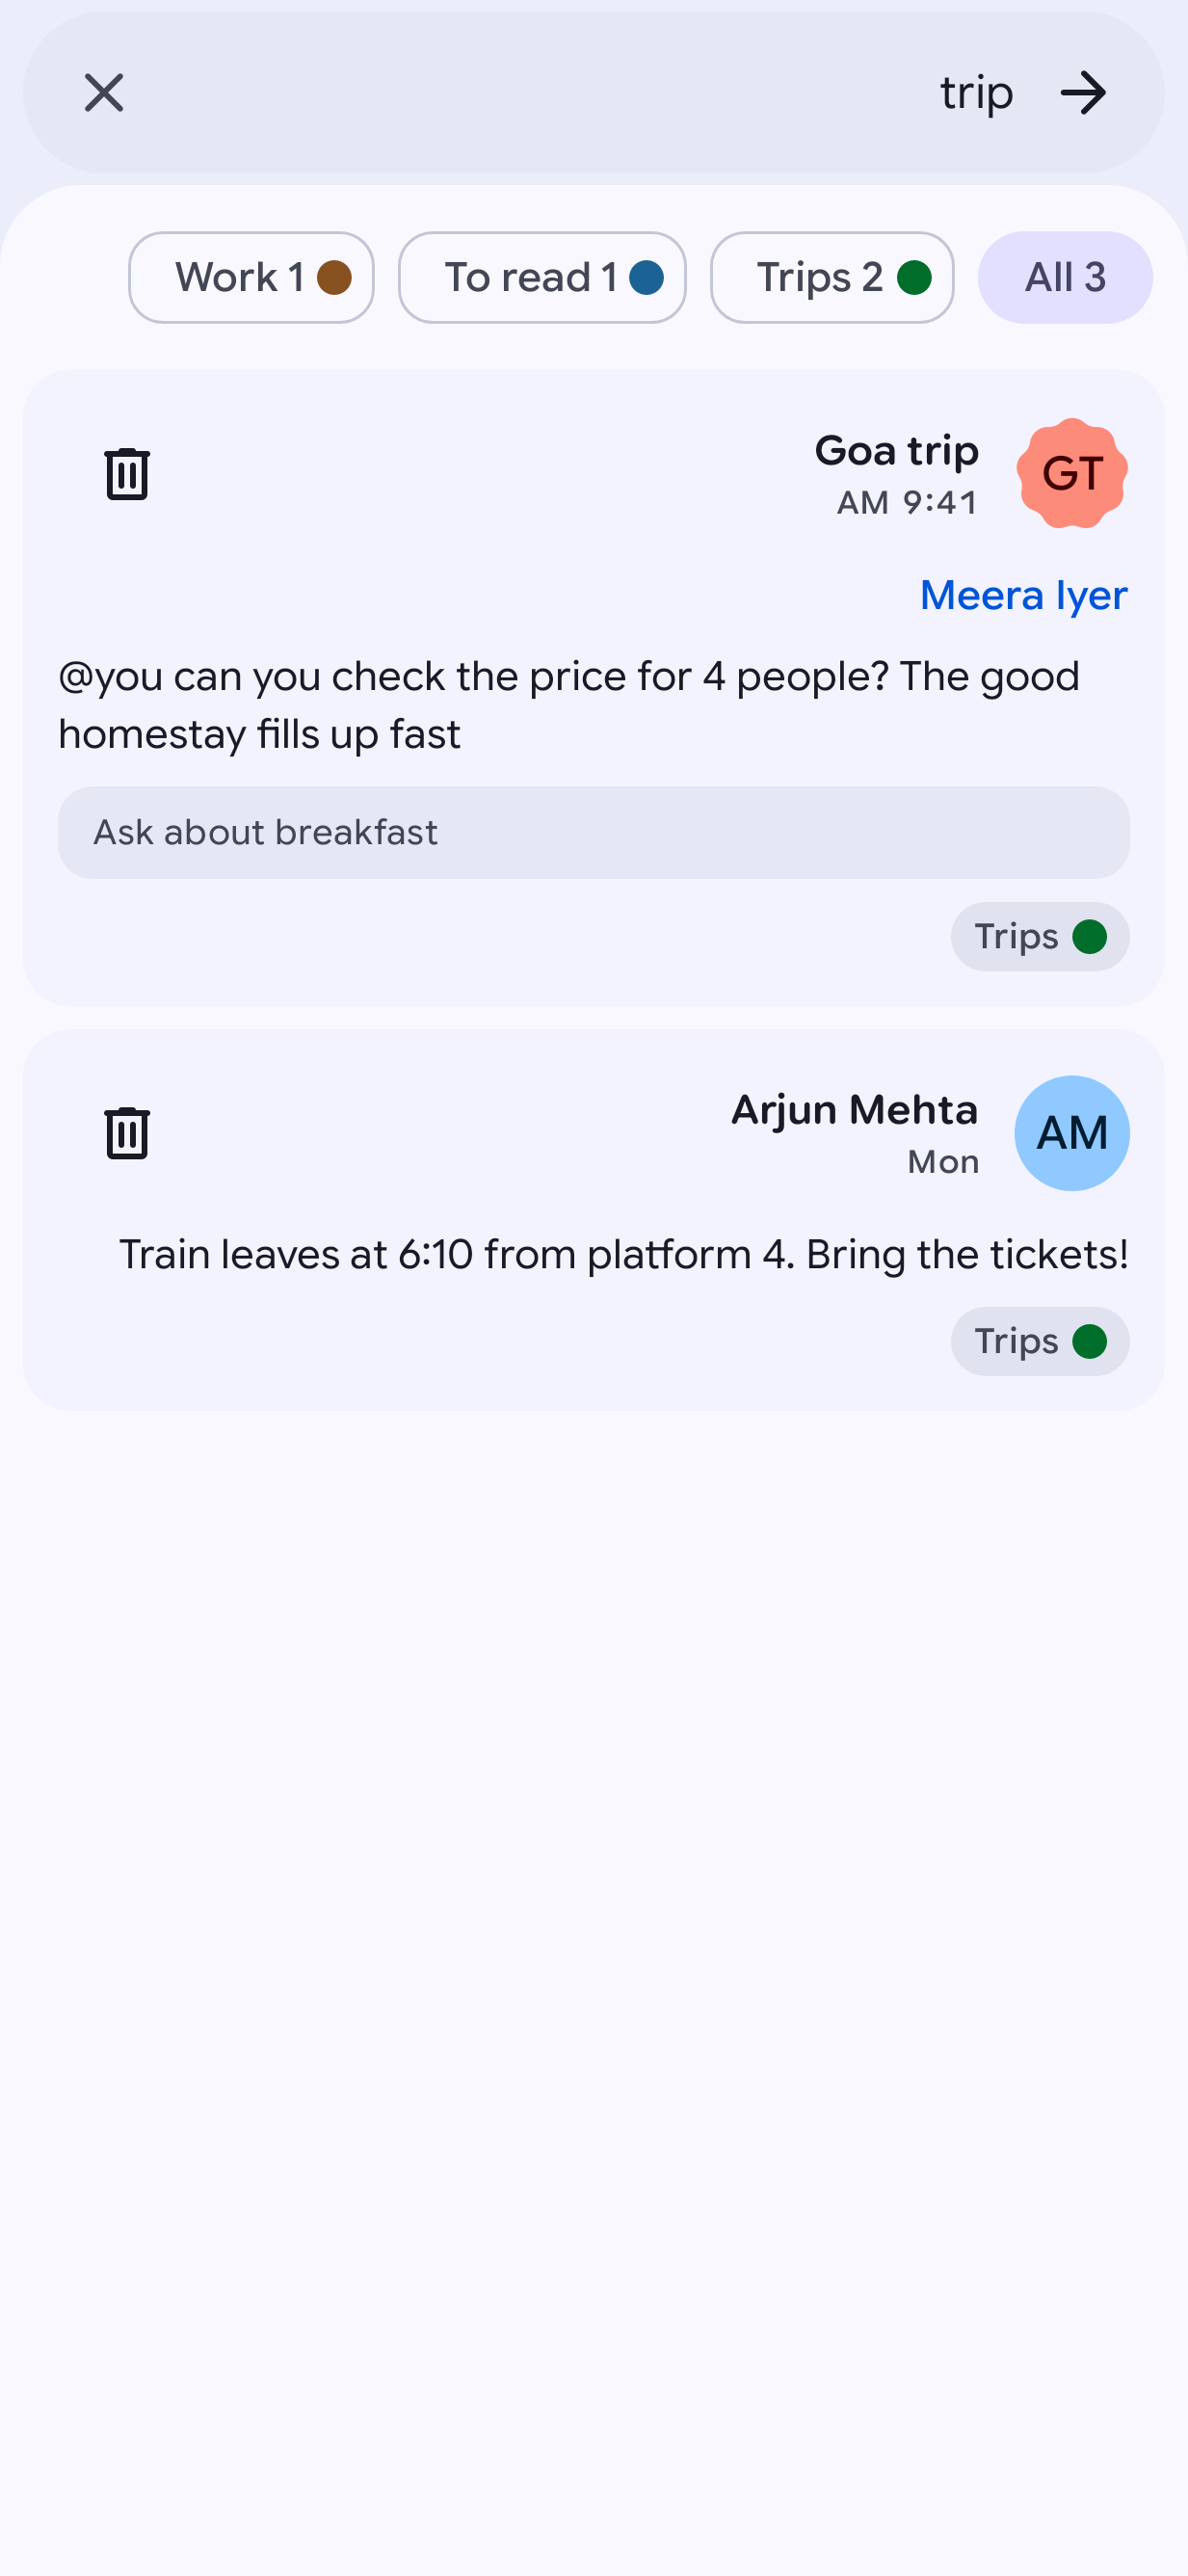 trip
All 3
Trips 2
To read 1
Work 1
GT
Goa trip
AM 9:41
Meera Iyer
@you can you check the price for 4 people? The good
homestay fills up fast
Ask about breakfast
Trips
AM
Arjun Mehta
Mon
Train leaves at 6:10 from platform 4. Bring the tickets!
Trips